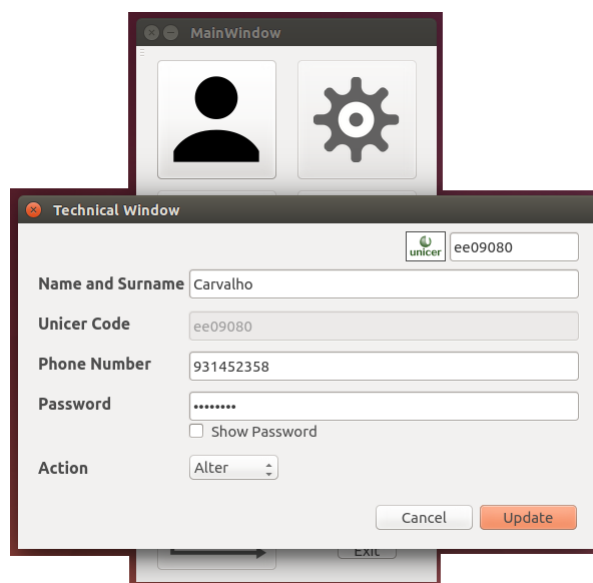 MainWindow
Technical Window
unicer ee09080
Name and Surname Carvalho
Unicer Code ee09080
Phone Number 931452358
Password ••••••••
Show Password
Action Alter
Cancel Update
Exit